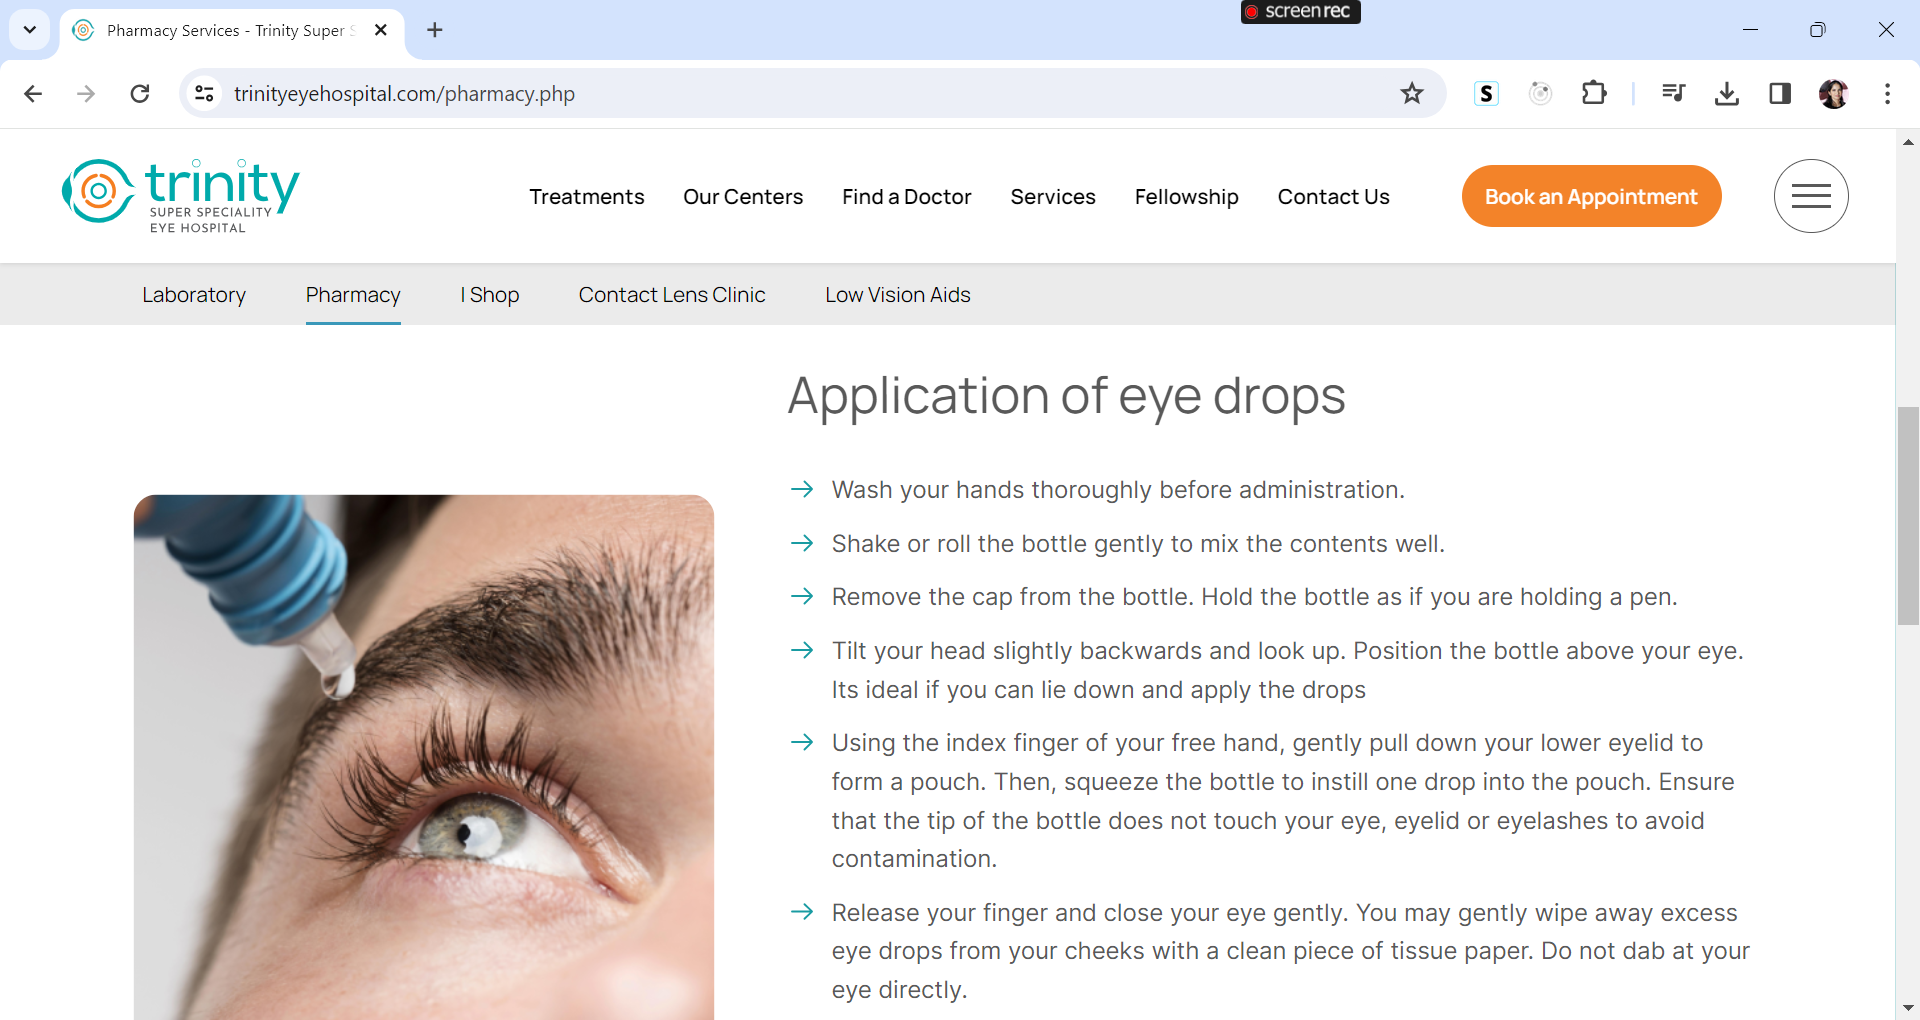 screenrec
Pharmacy Services - Trinity Super S
trinityeyehospital.com/pharmacy.php
S
trinity
SUPER SPECIALITY
EYE HOSPITAL
Treatments
Our Centers
Find a Doctor
Services
Fellowship
Contact Us
Book an Appointment
Laboratory
Pharmacy
I Shop
Contact Lens Clinic
Low Vision Aids
Application of eye drops
Wash your hands thoroughly before administration.
Shake or roll the bottle gently to mix the contents well.
Remove the cap from the bottle. Hold the bottle as if you are holding a pen.
Tilt your head slightly backwards and look up. Position the bottle above your eye.
Its ideal if you can lie down and apply the drops
Using the index finger of your free hand, gently pull down your lower eyelid to
form a pouch. Then, squeeze the bottle to instill one drop into the pouch. Ensure
that the tip of the bottle does not touch your eye, eyelid or eyelashes to avoid
contamination.
Release your finger and close your eye gently. You may gently wipe away excess
eye drops from your cheeks with a clean piece of tissue paper. Do not dab at your
eye directly.